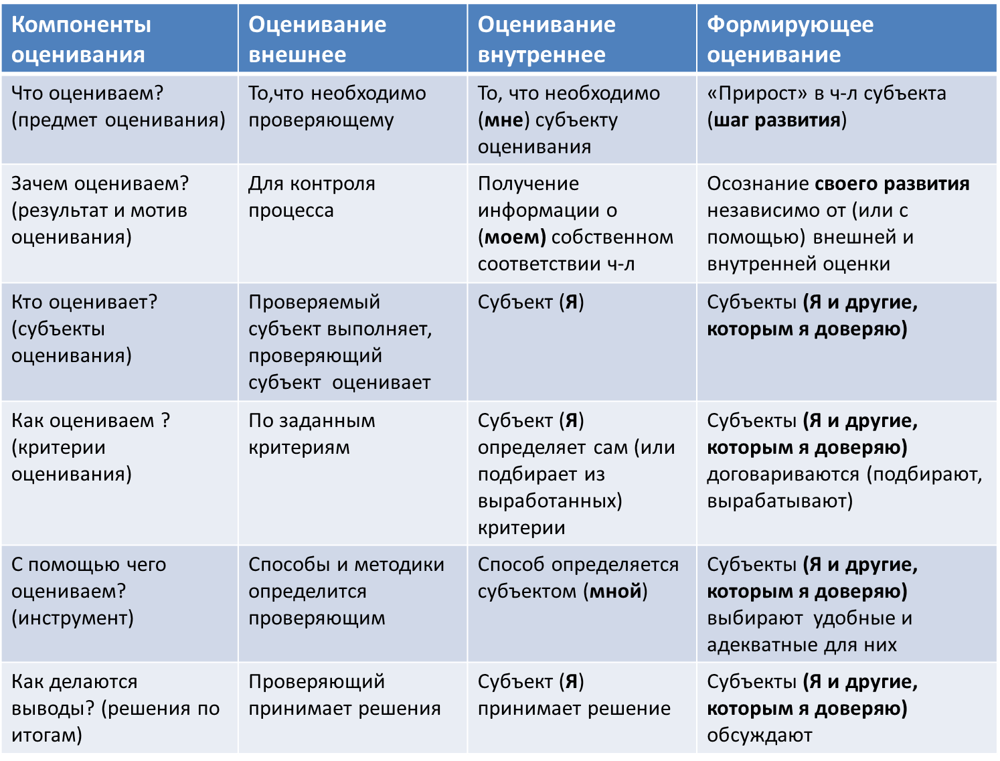 Компоненты
оценивания
Оценивание
внешнее
Оценивание
внутреннее
Формирующее
оценивание
Что оцениваем?
(предмет оценивания)
То,что необходимо
проверяющему
То, что необходимо
(мне) субъекту
оценивания
«Прирост» в ч-л субъекта
(шаг развития)
Зачем оцениваем?
(результат и мотив
оценивания)
Для контроля
процесса
Получение
информации о
(моем) собственном
соответствии ч-л
Осознание своего развития
независимо от (или с
помощью) внешней и
внутренней оценки
Кто оценивает?
(субъекты
оценивания)
Проверяемый
субъект выполняет,
проверяющий
субъект оценивает
Субъект (Я)
Субъекты (Я и другие,
которым я доверяю)
Как оцениваем ?
(критерии
оценивания)
По заданным
критериям
Субъект (Я)
определяет сам (или
подбирает из
выработанных)
критерии
Субъекты (Я и другие,
которым я доверяю)
договариваются (подбирают,
вырабатывают)
С помощью чего
оцениваем?
(инструмент)
Способы и методики
определится
проверяющим
Способ определяется
субъектом (мной)
Субъекты (Я и другие,
которым я доверяю)
выбирают удобные и
адекватные для них
Как делаются
выводы? (решения по
итогам)
Проверяющий
принимает решения
Субъект (Я)
принимает решение
Субъекты (Я и другие,
которым я доверяю)
обсуждают